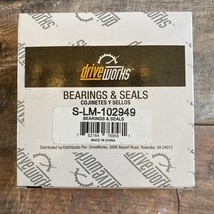 driveworks
BEARINGS & SEALS
COJINETES Y SELLOS
S-LM-102949
BEARINGS & SEALS
MADE IN CHINA
Distributed by/Distribuido Por: DriveWorks, 5008 Airport Road, Roanoke, VA 24012